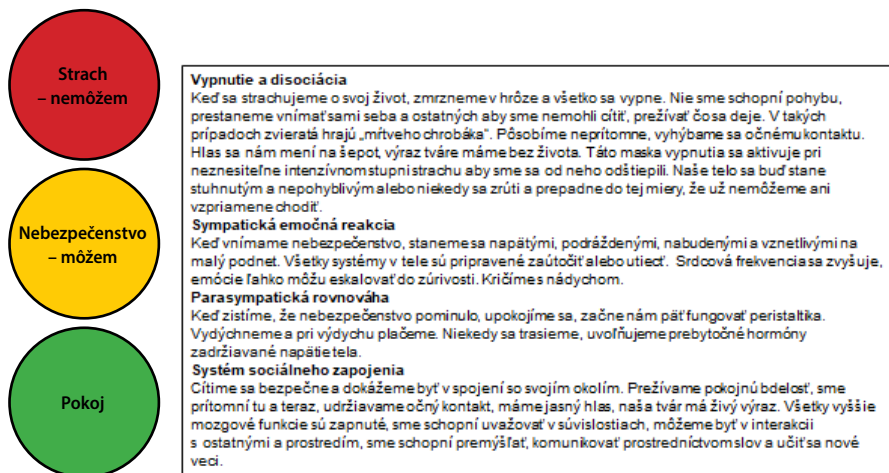 Strach
– nemôžem
Nebezpečenstvo
– môžem
Pokoj
Vypnutie a disociácia
Keď sa strachujeme o svoj život, zmrzneme v hrôze a všetko sa vypne. Nie sme schopní pohybu,
prestaneme vnímať sami seba a ostatných aby sme nemohli cítiť, prežívať čo sa deje. V takých
prípadoch zvieratá hrajú „mŕtveho chrobáka“. Pôsobíme neprítomne, vyhýbame sa očnému kontaktu.
Hlas sa nám mení na šepot, výraz tváre máme bez života. Táto maska vypnutia sa aktivuje pri
neznesiteľne intenzívnom stupni strachu aby sme sa od neho odštiepili. Naše telo sa buď stane
stuhnutým a nepohyblivým alebo niekedy sa zrúti a prepadne do tej miery, že už nemôžeme ani
vzpriamene chodiť.
Sympatická emočná reakcia
Keď vnímame nebezpečenstvo, staneme sa napätými, podráždenými, nabudenými a vznetlivými na
malý podnet. Všetky systémy v tele sú pripravené zaútočiť alebo utiecť. Srdcová frekvencia sa zvyšuje,
emócie ľahko môžu eskalovať do zúrivosti. Kričíme s nádychom.
Parasympatická rovnováha
Keď zistíme, že nebezpečenstvo pominulo, upokojíme sa, začne nám päť fungovať peristaltika.
Vydýchneme a pri výdychu plačeme. Niekedy sa trasieme, uvoľňujeme prebytočné hormóny
zadržiavané napätie tela.
Systém sociálneho zapojenia
Cítime sa bezpečne a dokážeme byť v spojení so svojím okolím. Prežívame pokojnú bdelosť, sme
prítomní tu a teraz, udržiavame očný kontakt, máme jasný hlas, naša tvár má živý výraz. Všetky vyššie
mozgové funkcie sú zapnuté, sme schopní uvažovať v súvislostiach, môžeme byť v interakcii
s ostatnými a prostredím, sme schopní premýšľať, komunikovať prostredníctvom slov a učiť sa nové
veci.